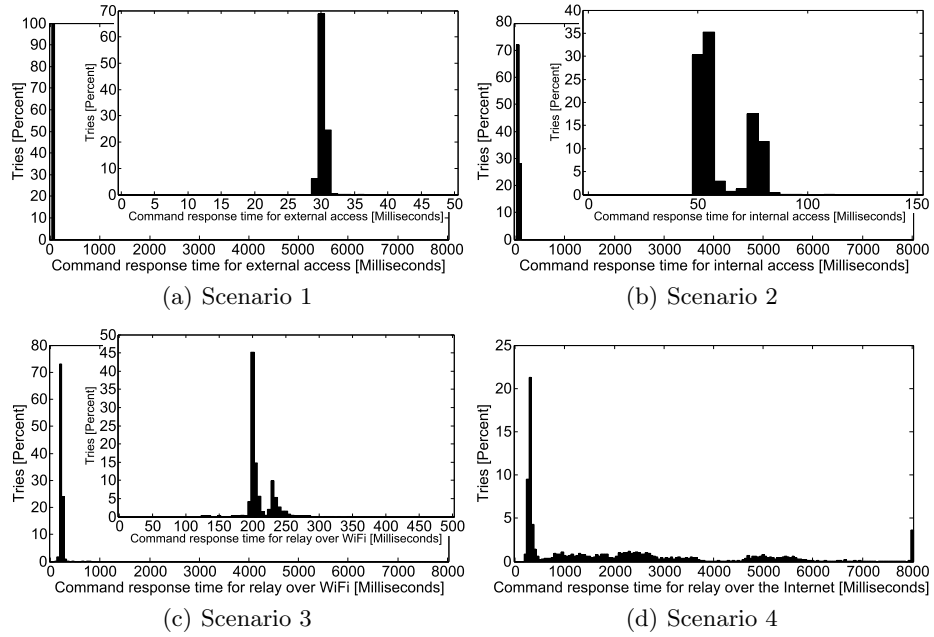 100
90
80
70
60
50
40
30
20
10
0
Tries [Percent]
70
60
50
40
30
20
10
0
Tries [Percent]
0 5 10 15 20 25 30 35 40 45 50
Command response time for external access [Milliseconds]
0 1000 2000 3000 4000 5000 6000 7000 8000
Command response time for external access [Milliseconds]
(a) Scenario 1
80
70
60
50
40
30
20
10
0
Tries [Percent]
40
35
30
25
20
15
10
5
0
Tries [Percent]
0 50 100 150
Command response time for internal access [Milliseconds]
0 1000 2000 3000 4000 5000 6000 7000 8000
Command response time for internal access [Milliseconds]
(b) Scenario 2
80
70
60
50
40
30
20
10
0
Tries [Percent]
50
45
40
35
30
25
20
15
10
5
0
Tries [Percent]
0 50 100 150 200 250 300 350 400 450 500
Command response time for relay over WiFi [Milliseconds]
0 1000 2000 3000 4000 5000 6000 7000 8000
Command response time for relay over WiFi [Milliseconds]
(c) Scenario 3
25
20
15
10
5
0
Tries [Percent]
0 1000 2000 3000 4000 5000 6000 7000 8000
Command response time for relay over the Internet [Milliseconds]
(d) Scenario 4